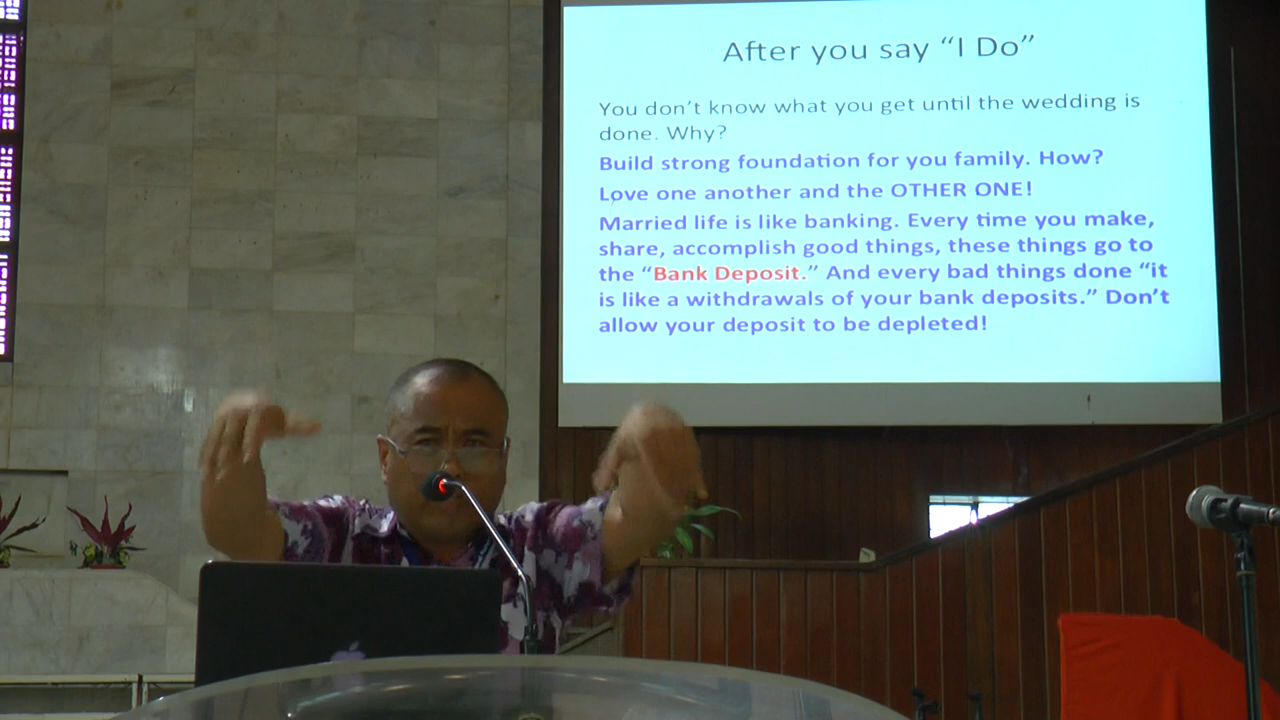 After you say “I Do”
You don’t know what you get until the wedding is
done. Why?
Build strong foundation for you family. How?
Love one another and the OTHER ONE!
Married life is like banking. Every time you make,
share, accomplish good things, these things go to
the “Bank Deposit.” And every bad things done “it
is like a withdrawals of your bank deposits.” Don’t
allow your deposit to be depleted!